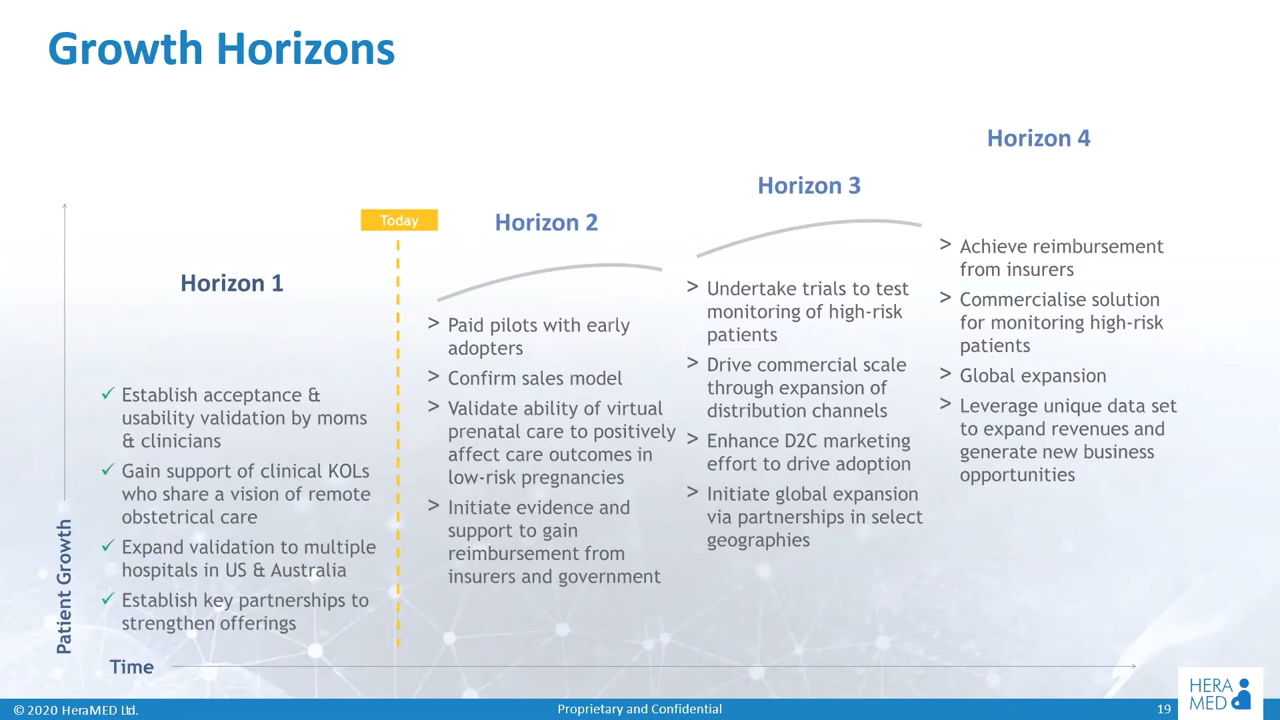 Growth Horizons
Horizon 1
✓ Establish acceptance &
usability validation by moms
& clinicians
✓ Gain support of clinical KOLs
who share a vision of remote
obstetrical care
✓ Expand validation to multiple
hospitals in US & Australia
✓ Establish key partnerships to
strengthen offerings
Today
Horizon 2
> Paid pilots with early
adopters
> Confirm sales model
> Validate ability of virtual
prenatal care to positively
affect care outcomes in
low-risk pregnancies
> Initiate evidence and
support to gain
reimbursement from
insurers and government
Horizon 3
> Undertake trials to test
monitoring of high-risk
patients
> Drive commercial scale
through expansion of
distribution channels
> Enhance D2C marketing
effort to drive adoption
> Initiate global expansion
via partnerships in select
geographies
Horizon 4
> Achieve reimbursement
from insurers
> Commercialise solution
for monitoring high-risk
patients
> Global expansion
> Leverage unique data set
to expand revenues and
generate new business
opportunities
Patient Growth
Time
© 2020 HeraMED Ltd.
Proprietary and Confidential
19
HERA
MED